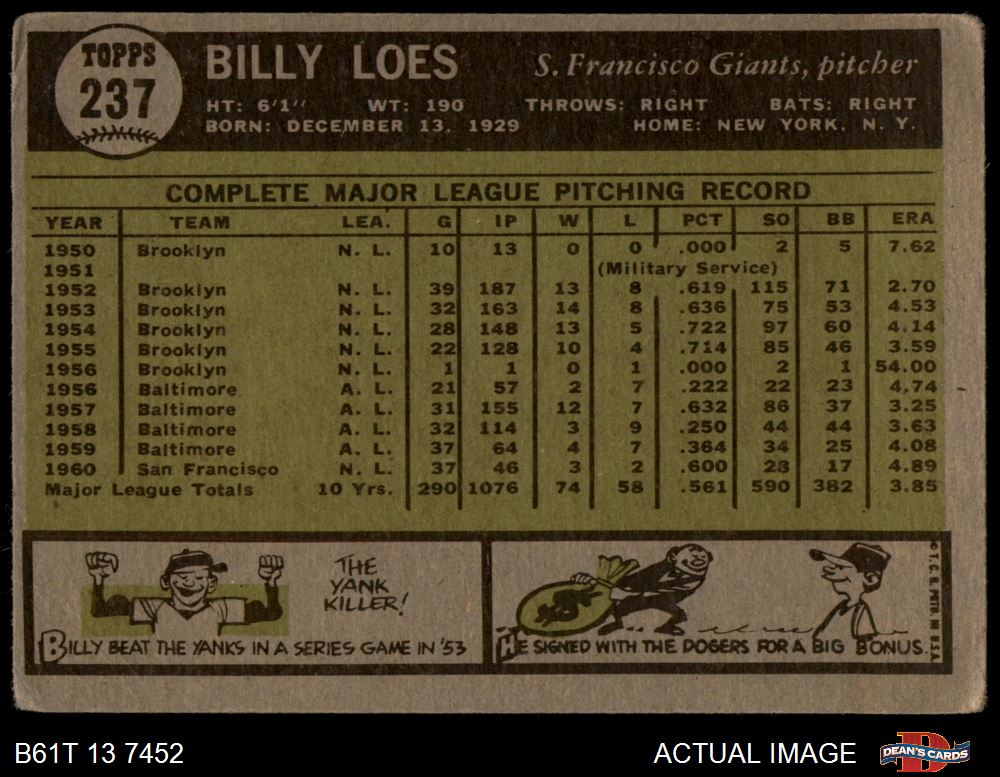 TOPPS
237
BILLY LOES S. Francisco Giants, pitcher
HT: 6'1" WT: 190 THROWS: RIGHT BATS: RIGHT
BORN: DECEMBER 13, 1929 HOME: NEW YORK, N. Y.
COMPLETE MAJOR LEAGUE PITCHING RECORD
YEAR TEAM LEA. G IP W L PCT SO BB ERA
1950 Brooklyn N. L. 10 13 0 0 .000 2 5 7.62
1951 (Military Service)
1952 Brooklyn N. L. 39 187 13 8 .619 115 71 2.70
1953 Brooklyn N. L. 32 163 14 8 .636 75 53 4.53
1954 Brooklyn N. L. 28 148 13 5 .722 97 60 4.14
1955 Brooklyn N. L. 22 128 10 4 .714 85 46 3.59
1956 Brooklyn N. L. 1 1 0 1 .000 2 1 54.00
1956 Baltimore A. L. 21 57 2 7 .222 22 23 4.74
1957 Baltimore A. L. 31 155 12 7 .632 86 37 3.25
1958 Baltimore A. L. 32 114 3 9 .250 44 44 3.63
1959 Baltimore A. L. 37 64 4 7 .364 34 25 4.08
1960 San Francisco N. L. 37 46 3 2 .600 28 17 4.89
Major League Totals 10 Yrs. 290 1076 74 58 .561 590 382 3.85
THE
YANK
KILLER!
BILLY BEAT THE YANKS IN A SERIES GAME IN '53
HE SIGNED WITH THE DOGERS FOR A BIG BONUS.
© T. C. G. PRTD. IN U.S.A.
B61T 13 7452 ACTUAL IMAGE DEAN'S CARDS